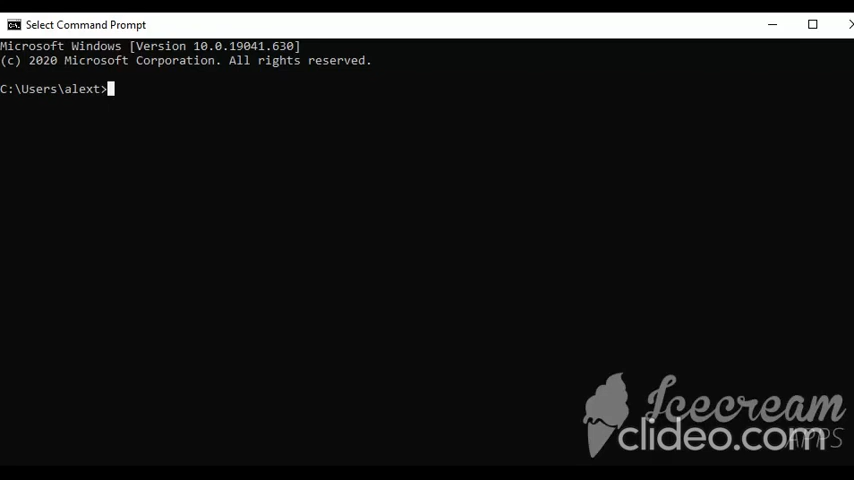 Select Command Prompt
Microsoft Windows [Version 10.0.19041.630]
(c) 2020 Microsoft Corporation. All rights reserved.
C:\Users\alext>
Icecream
APPS
clideo.com